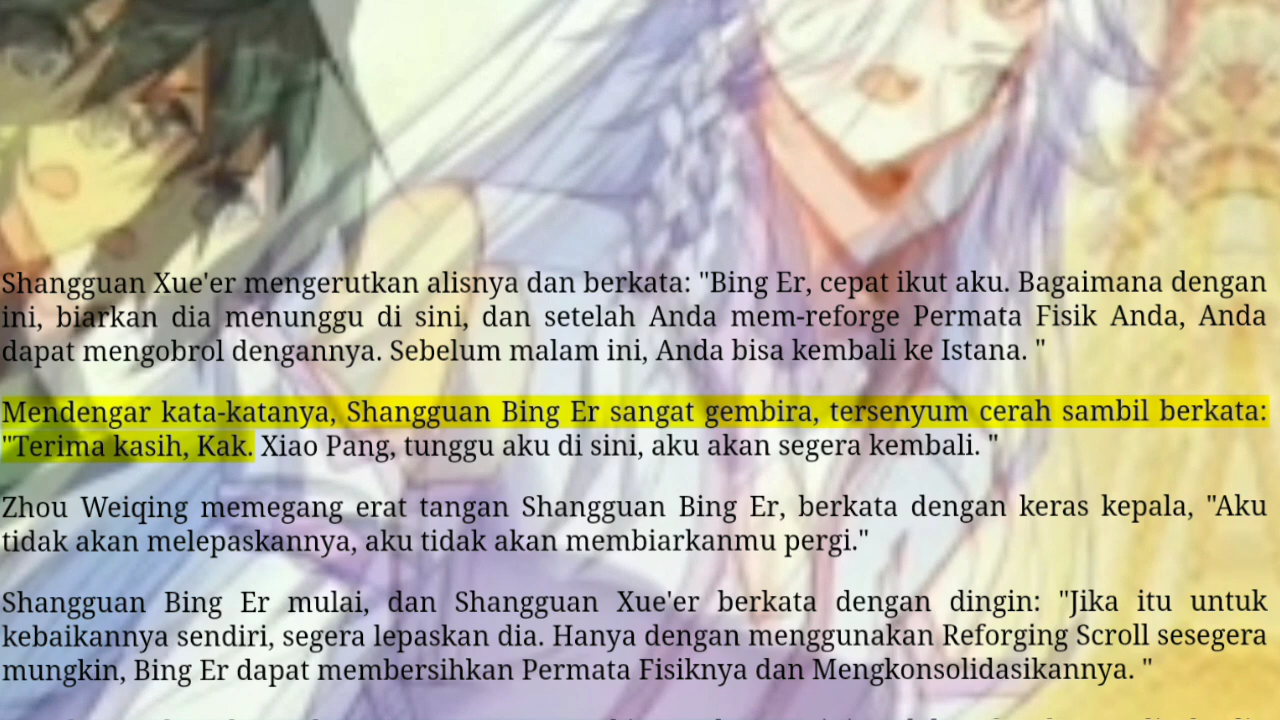 Shangguan Xue'er mengerutkan alisnya dan berkata: "Bing Er, cepat ikut aku. Bagaimana dengan
ini, biarkan dia menunggu di sini, dan setelah Anda mem-reforge Permata Fisik Anda, Anda
dapat mengobrol dengannya. Sebelum malam ini, Anda bisa kembali ke Istana. "
Mendengar kata-katanya, Shangguan Bing Er sangat gembira, tersenyum cerah sambil berkata:
"Terima kasih, Kak. Xiao Pang, tunggu aku di sini, aku akan segera kembali. "
Zhou Weiqing memegang erat tangan Shangguan Bing Er, berkata dengan keras kepala, "Aku
tidak akan melepaskannya, aku tidak akan membiarkanmu pergi."
Shangguan Bing Er mulai, dan Shangguan Xue'er berkata dengan dingin: "Jika itu untuk
kebaikannya sendiri, segera lepaskan dia. Hanya dengan menggunakan Reforging Scroll sesegera
mungkin, Bing Er dapat membersihkan Permata Fisiknya dan Mengkonsolidasikannya. "